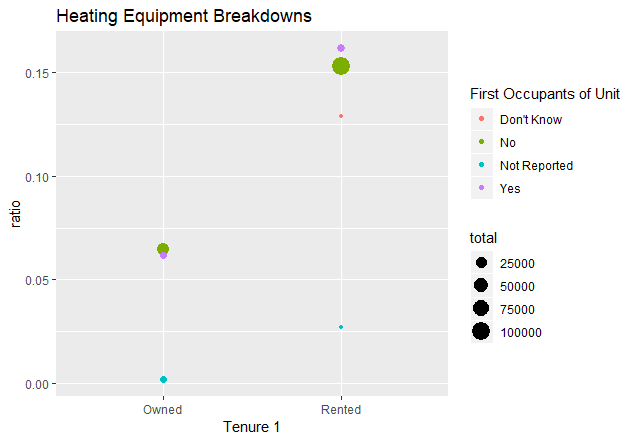 Heating Equipment Breakdowns
0.15
0.10
0.05
0.00
ratio
Owned
Rented
Tenure 1
First Occupants of Unit
Don't Know
No
Not Reported
Yes
total
25000
50000
75000
100000